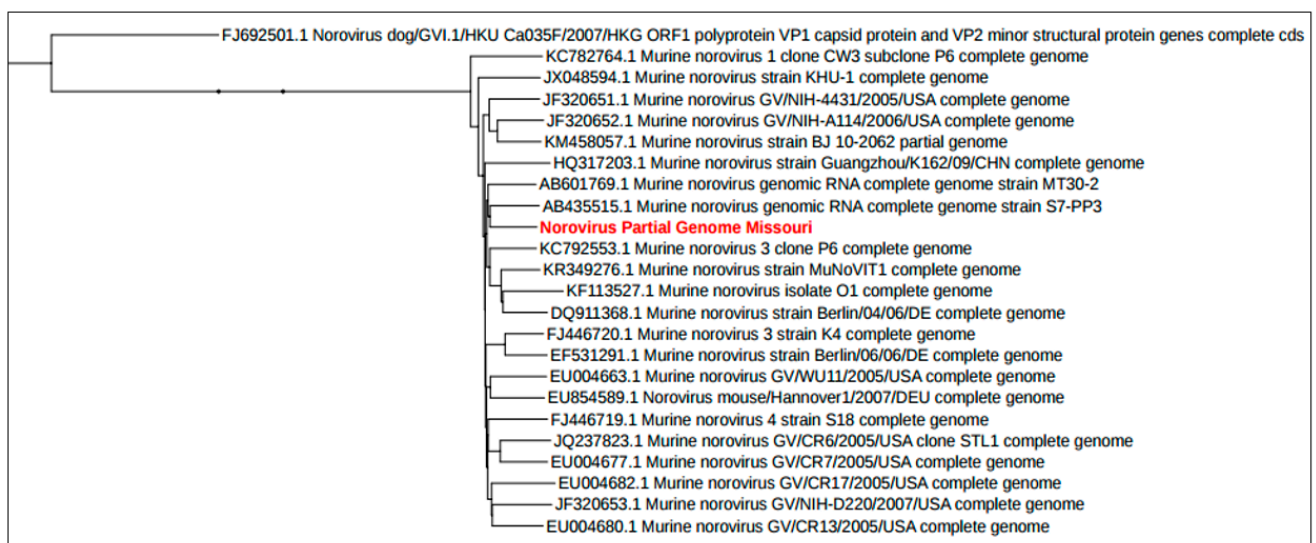 FJ692501.1 Norovirus dog/GVI.1/HKU Ca035F/2007/HKG ORF1 polyprotein VP1 capsid protein and VP2 minor structural protein genes complete cds
KC782764.1 Murine norovirus 1 clone CW3 subclone P6 complete genome
JX048594.1 Murine norovirus strain KHU-1 complete genome
JF320651.1 Murine norovirus GV/NIH-4431/2005/USA complete genome
JF320652.1 Murine norovirus GV/NIH-A114/2006/USA complete genome
KM458057.1 Murine norovirus strain BJ 10-2062 partial genome
HQ317203.1 Murine norovirus strain Guangzhou/K162/09/CHN complete genome
AB601769.1 Murine norovirus genomic RNA complete genome strain MT30-2
AB435515.1 Murine norovirus genomic RNA complete genome strain S7-PP3
Norovirus Partial Genome Missouri
KC792553.1 Murine norovirus 3 clone P6 complete genome
KR349276.1 Murine norovirus strain MuNoVIT1 complete genome
KF113527.1 Murine norovirus isolate O1 complete genome
DQ911368.1 Murine norovirus strain Berlin/04/06/DE complete genome
FJ446720.1 Murine norovirus 3 strain K4 complete genome
EF531291.1 Murine norovirus strain Berlin/06/06/DE complete genome
EU004663.1 Murine norovirus GV/WU11/2005/USA complete genome
EU854589.1 Norovirus mouse/Hannover1/2007/DEU complete genome
FJ446719.1 Murine norovirus 4 strain S18 complete genome
JQ237823.1 Murine norovirus GV/CR6/2005/USA clone STL1 complete genome
EU004677.1 Murine norovirus GV/CR7/2005/USA complete genome
EU004682.1 Murine norovirus GV/CR17/2005/USA complete genome
JF320653.1 Murine norovirus GV/NIH-D220/2007/USA complete genome
EU004680.1 Murine norovirus GV/CR13/2005/USA complete genome